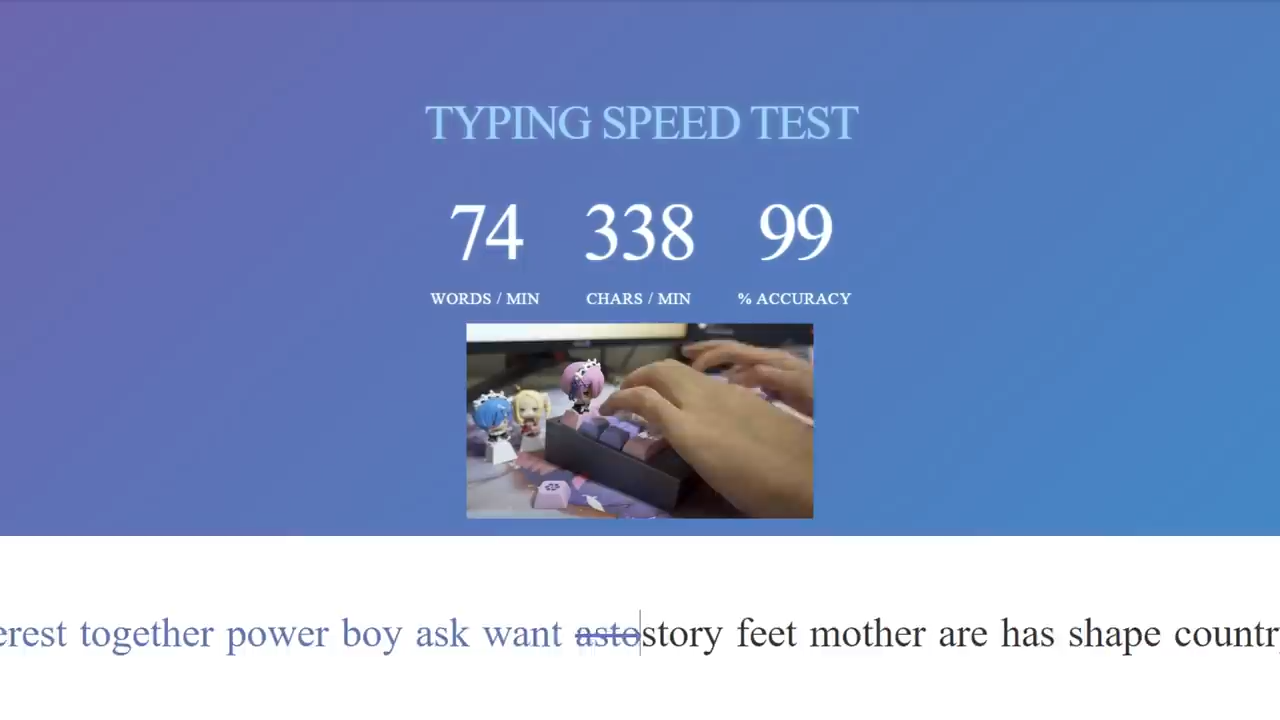 TYPING SPEED TEST
74 338 99
WORDS / MIN CHARS / MIN % ACCURACY
erest together power boy ask want astostory feet mother are has shape countr